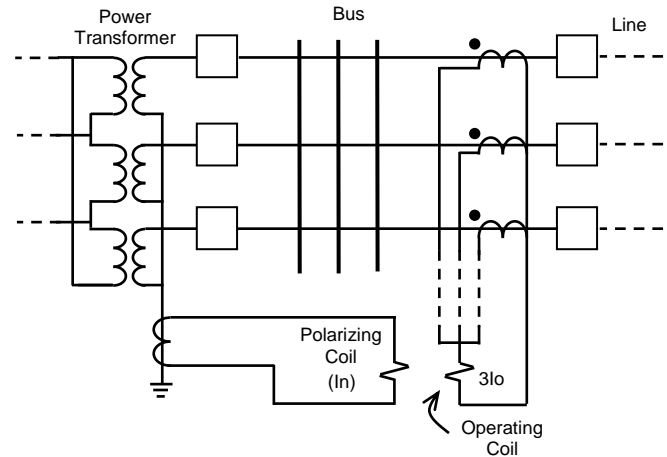 Power
Transformer
Bus
Line
Polarizing
Coil
(In)
3Io
Operating
Coil